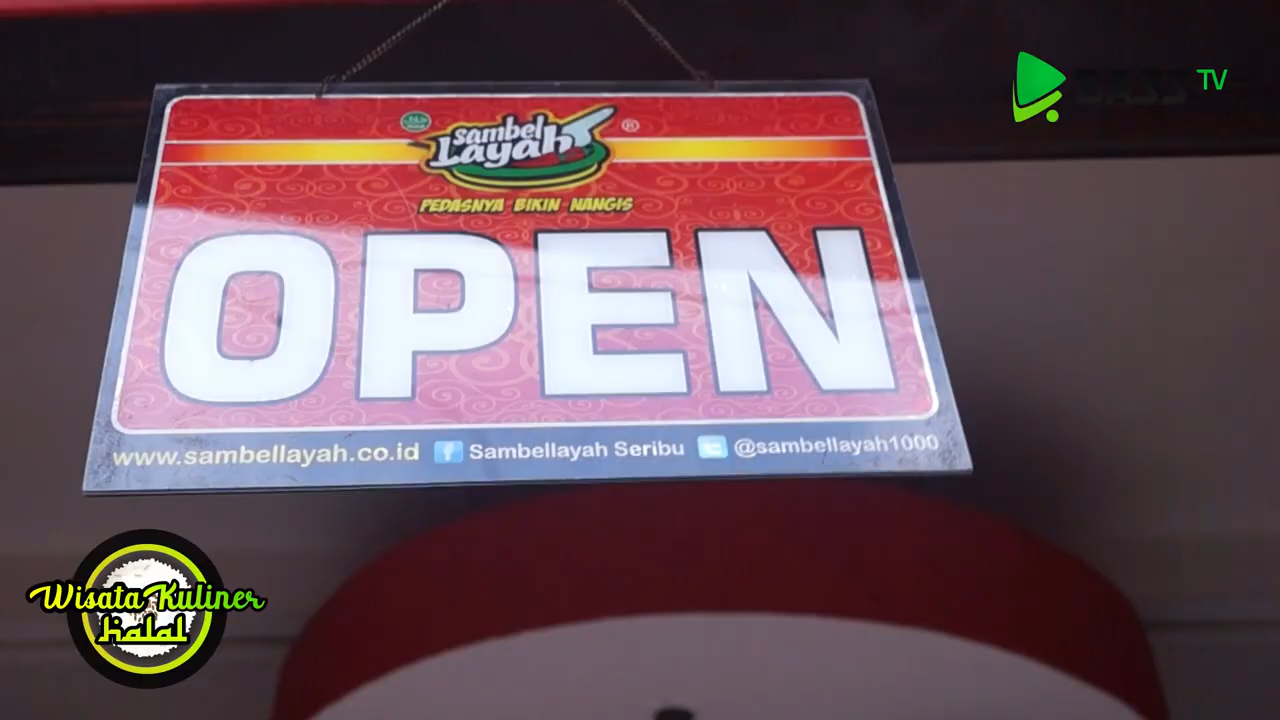 TV
sambel
Layah ®
PEDASNYA BIKIN NANGIS
OPEN
www.sambellayah.co.id Sambellayah Seribu @sambellayah1000
Wisata Kuliner
Halal